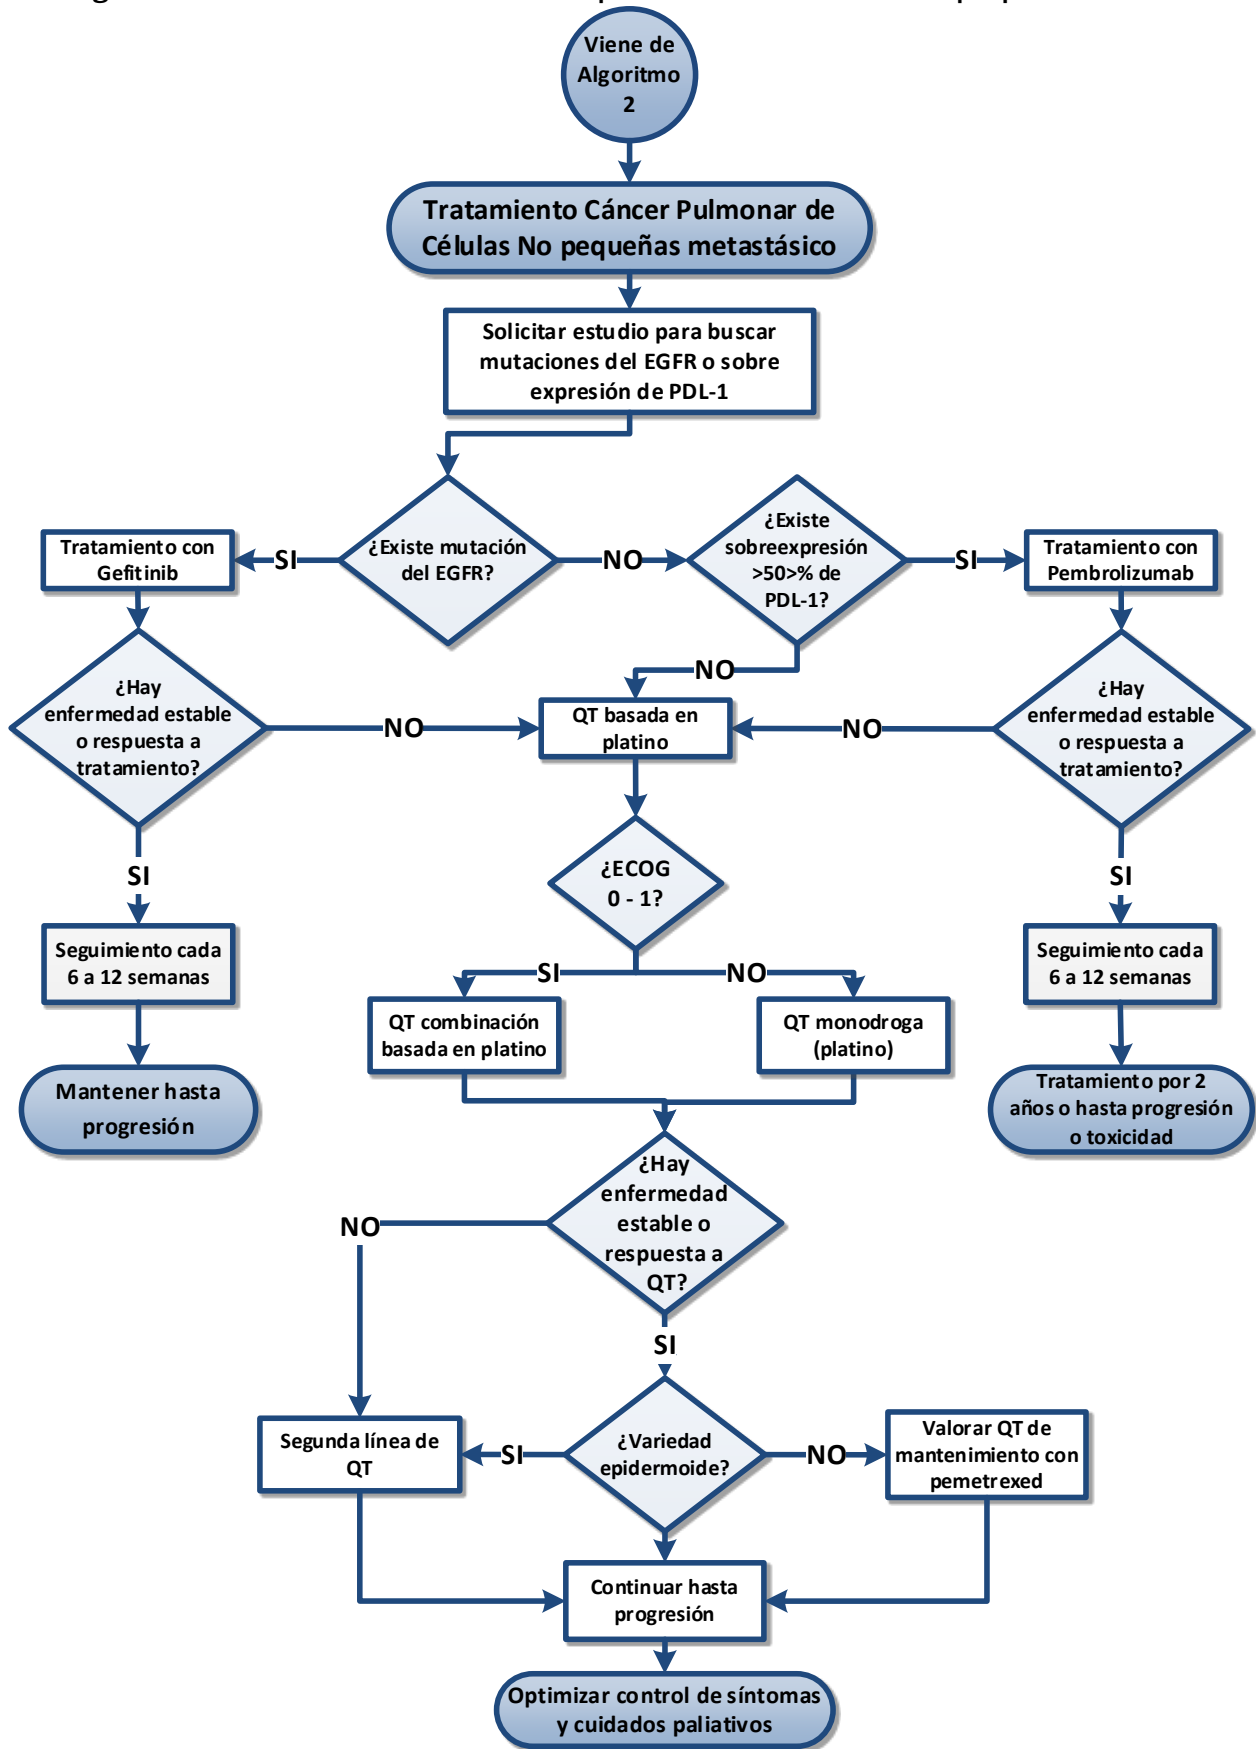 Viene de
Algoritmo
2
Tratamiento Cáncer Pulmonar de
Células No pequeñas metastásico
Solicitar estudio para buscar
mutaciones del EGFR o sobre
expresión de PDL-1
¿Existe mutación
del EGFR?
SI
NO
¿Existe
sobreexpresión
>50>% de
PDL-1?
SI
NO
Tratamiento con
Gefitinib
Tratamiento con
Pembrolizumab
¿Hay
enfermedad estable
o respuesta a
tratamiento?
NO
QT basada en
platino
NO
¿Hay
enfermedad estable
o respuesta a
tratamiento?
SI
SI
¿ECOG
0 - 1?
Seguimiento cada
6 a 12 semanas
SI
NO
Seguimiento cada
6 a 12 semanas
QT combinación
basada en platino
QT monodroga
(platino)
Mantener hasta
progresión
Tratamiento por 2
años o hasta progresión
o toxicidad
¿Hay
enfermedad
estable o
respuesta a
QT?
NO
SI
Segunda línea de
QT
SI
¿Variedad
epidermoide?
NO
Valorar QT de
mantenimiento con
pemetrexed
Continuar hasta
progresión
Optimizar control de síntomas
y cuidados paliativos